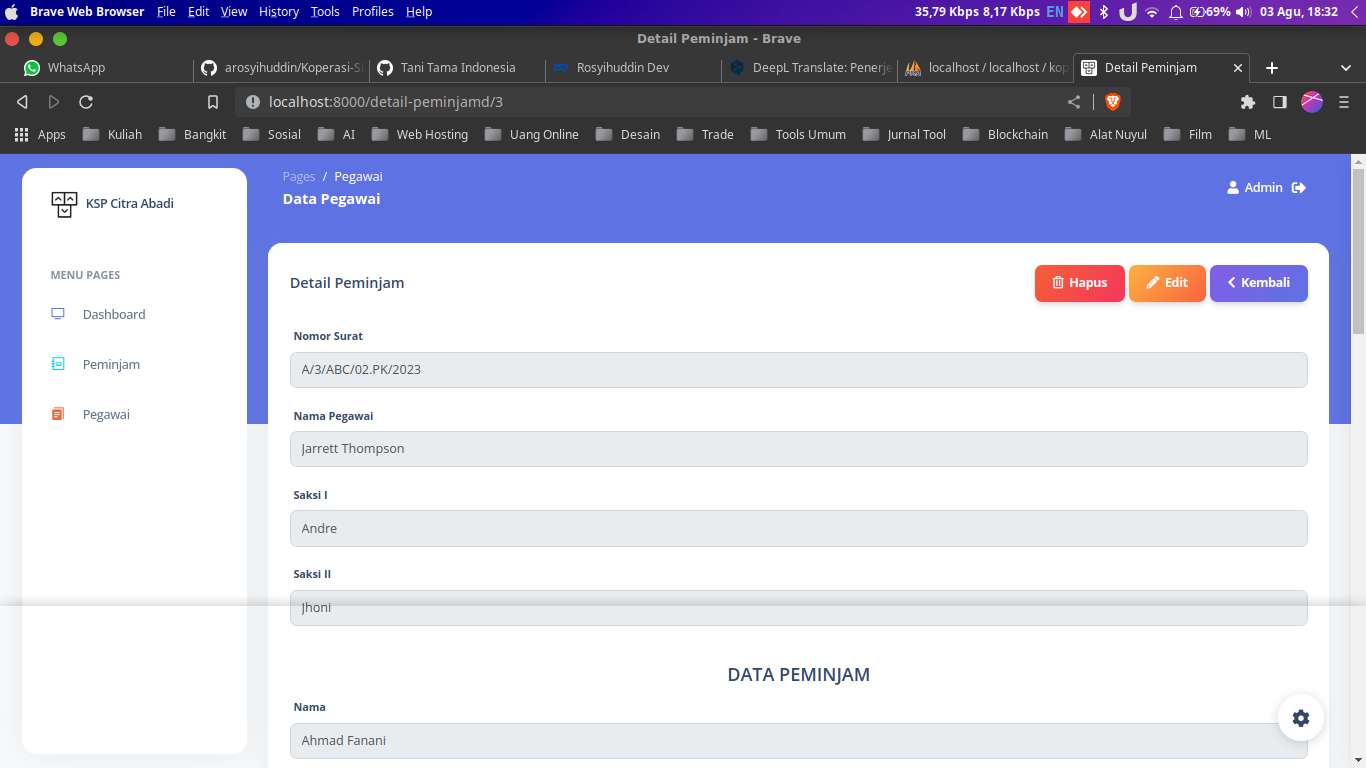 Brave Web Browser File Edit View History Tools Profiles Help 35,79 Kbps 8,17 Kbps EN 69% 03 Agu, 18:32
Detail Peminjam - Brave
WhatsApp arosyihuddin/Koperasi-S Tani Tama Indonesia Rosyihuddin Dev DeepL Translate: Penerje localhost / localhost / kop Detail Peminjam
localhost:8000/detail-peminjamd/3
Apps Kuliah Bangkit Sosial AI Web Hosting Uang Online Desain Trade Tools Umum Jurnal Tool Blockchain Alat Nuyul Film ML
KSP Citra Abadi
MENU PAGES
Dashboard
Peminjam
Pegawai
Pages / Pegawai
Data Pegawai
Admin
Detail Peminjam
Hapus Edit Kembali
Nomor Surat
A/3/ABC/02.PK/2023
Nama Pegawai
Jarrett Thompson
Saksi I
Andre
Saksi II
Jhoni
DATA PEMINJAM
Nama
Ahmad Fanani